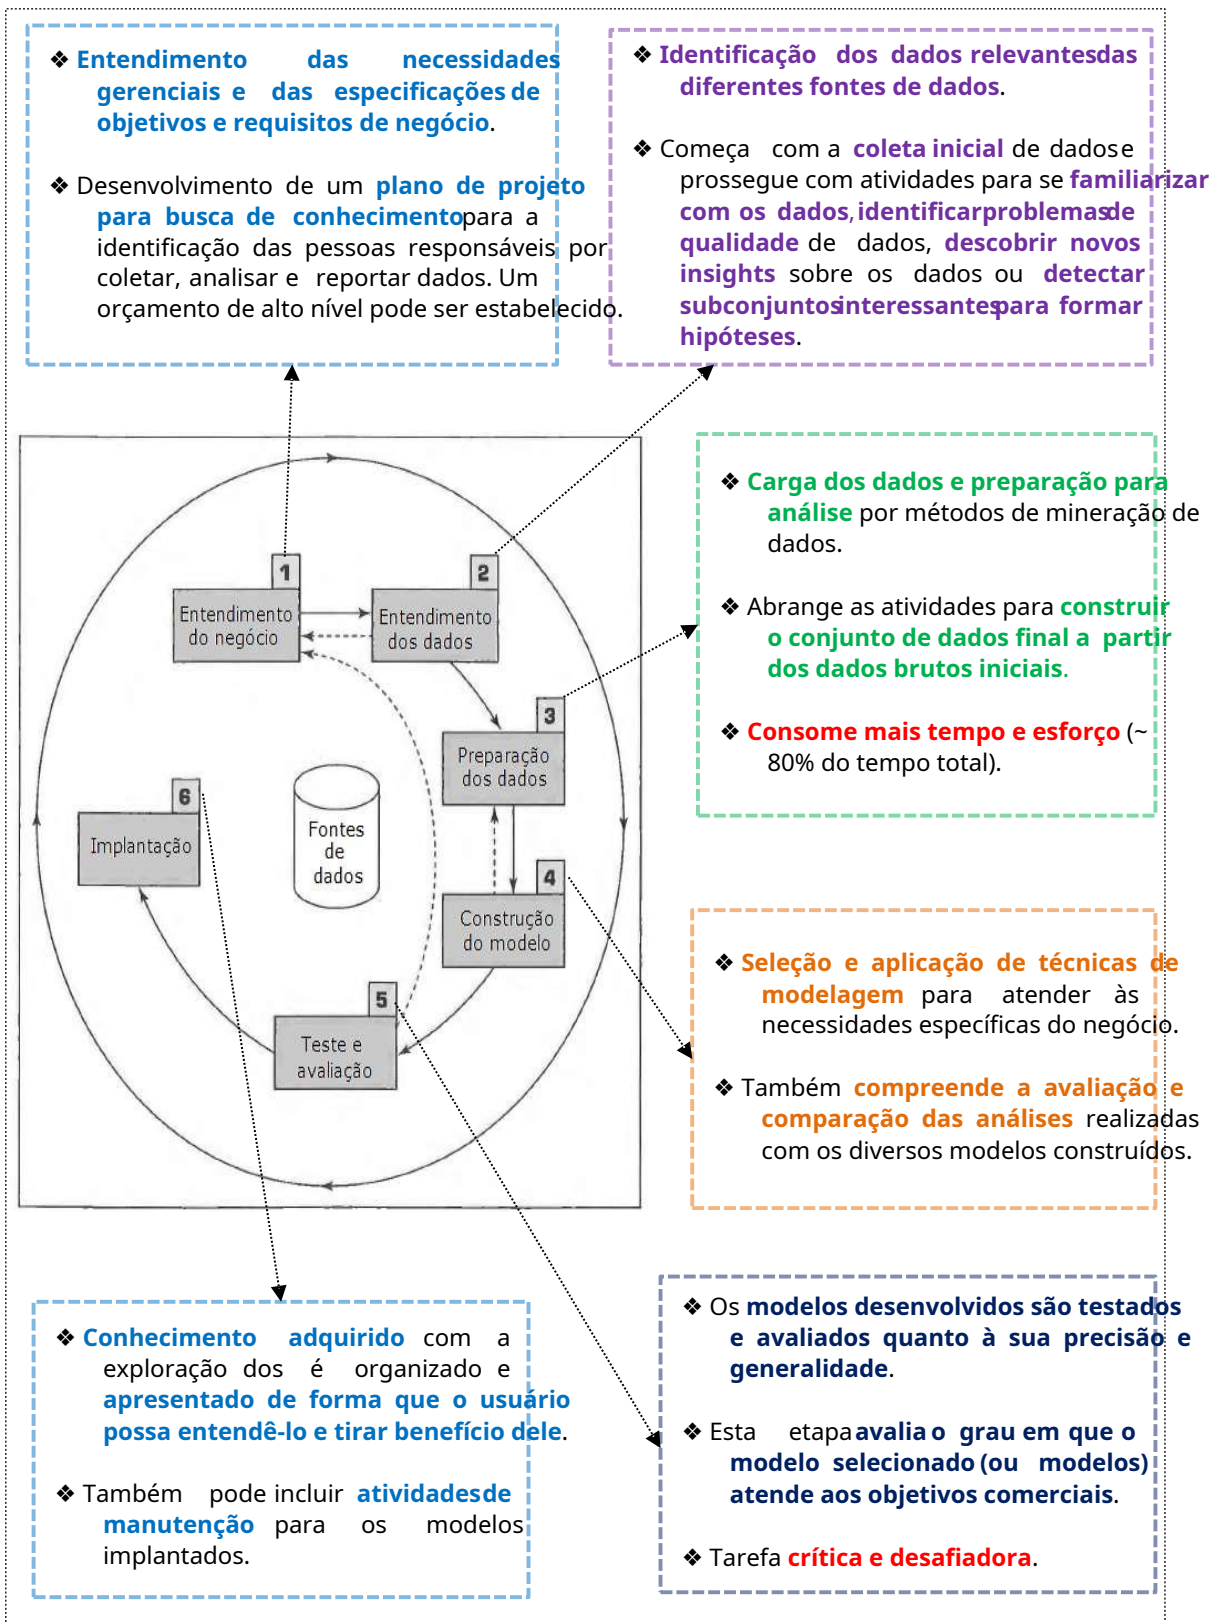 ❖ Entendimento das necessidades
gerenciais e das especificações de
objetivos e requisitos de negócio.
❖ Desenvolvimento de um plano de projeto
para busca de conhecimento para a
identificação das pessoas responsáveis por
coletar, analisar e reportar dados. Um
orçamento de alto nível pode ser estabelecido.
❖ Identificação dos dados relevantes das
diferentes fontes de dados.
❖ Começa com a coleta inicial de dados e
prossegue com atividades para se familiarizar
com os dados, identificar problemas de
qualidade de dados, descobrir novos
insights sobre os dados ou detectar
subconjuntos interessantes para formar
hipóteses.
1
Entendimento
do negócio
2
Entendimento
dos dados
3
Preparação
dos dados
Fontes
de
dados
6
Implantação
4
Construção
do modelo
5
Teste e
avaliação
❖ Carga dos dados e preparação para
análise por métodos de mineração de
dados.
❖ Abrange as atividades para construir
o conjunto de dados final a partir
dos dados brutos iniciais.
❖ Consome mais tempo e esforço (~
80% do tempo total).
❖ Seleção e aplicação de técnicas de
modelagem para atender às
necessidades específicas do negócio.
❖ Também compreende a avaliação e
comparação das análises realizadas
com os diversos modelos construídos.
❖ Conhecimento adquirido com a
exploração dos é organizado e
apresentado de forma que o usuário
possa entendê-lo e tirar benefício dele.
❖ Também pode incluir atividades de
manutenção para os modelos
implantados.
❖ Os modelos desenvolvidos são testados
e avaliados quanto à sua precisão e
generalidade.
❖ Esta etapa avalia o grau em que o
modelo selecionado (ou modelos)
atende aos objetivos comerciais.
❖ Tarefa crítica e desafiadora.